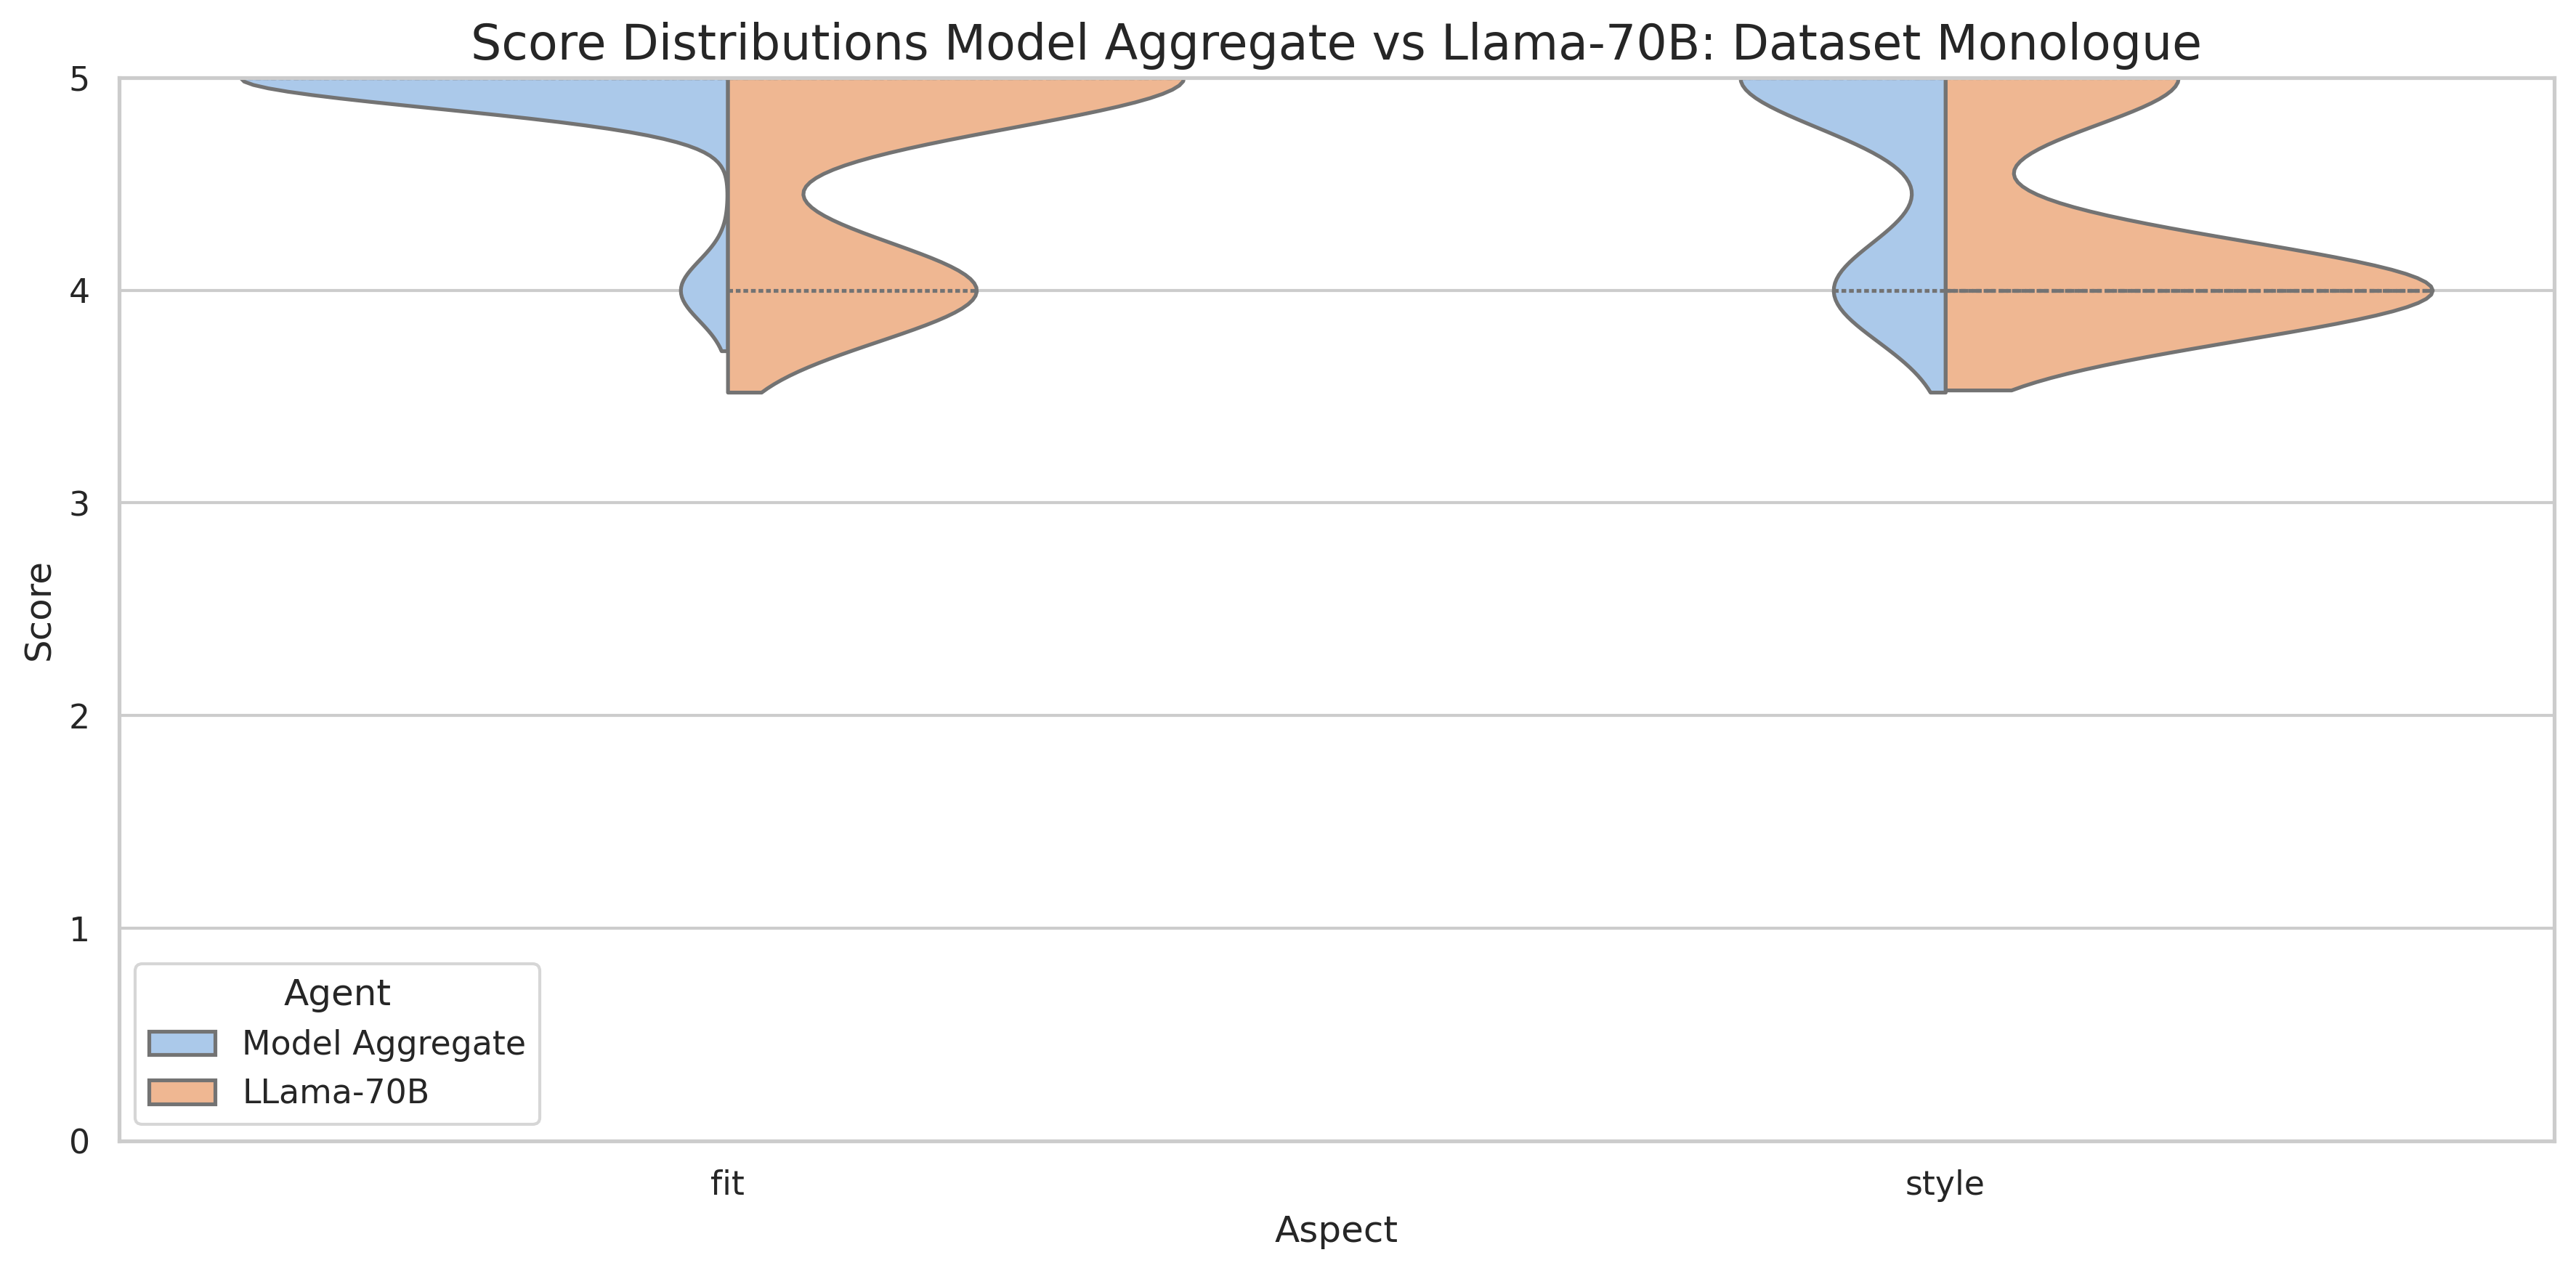 Score Distributions Model Aggregate vs Llama-70B: Dataset Monologue
5
4
3
2
1
0
Score
Agent
Model Aggregate
LLama-70B
fit
style
Aspect